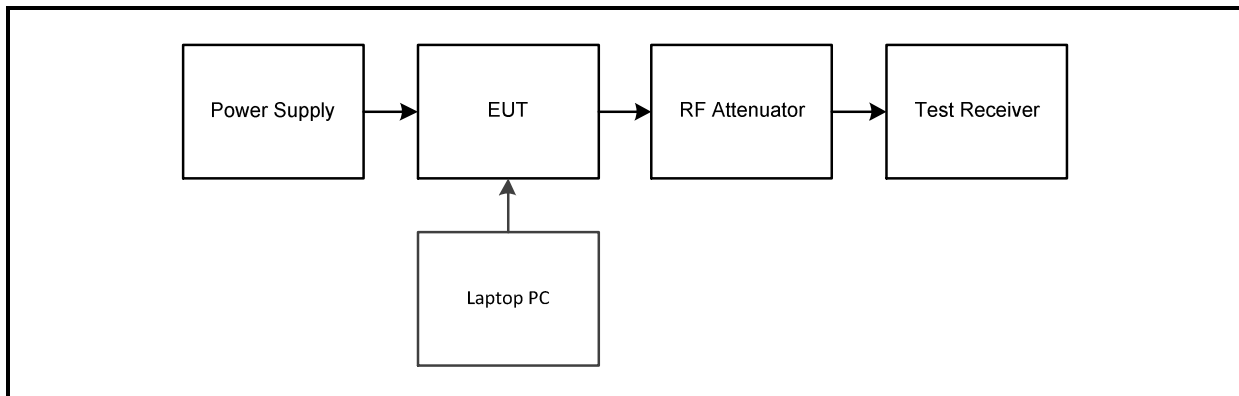 Power Supply
EUT
RF Attenuator
Test Receiver
Laptop PC